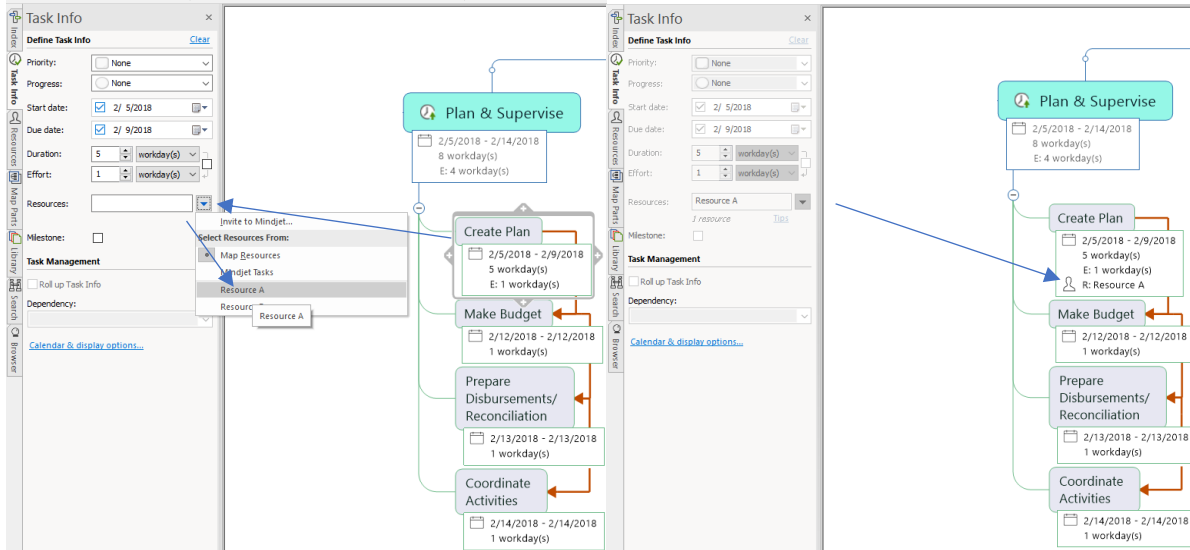 Task Info
×
Define Task Info
Clear
Priority:
None
Progress:
None
Start date:
2/ 5/2018
Due date:
2/ 9/2018
Duration:
5
workday(s)
Effort:
1
workday(s)
Resources:
Invite to Mindjet...
Select Resources From:
Map Resources
Mindjet Tasks
Resource A
Resource A
Milestone:
Task Management
Roll up Task Info
Dependency:
Calendar & display options...
Index
Task Info
Resources
Map Parts
Library
Search
Browser
Plan & Supervise
2/5/2018 - 2/14/2018
8 workday(s)
E: 4 workday(s)
Create Plan
2/5/2018 - 2/9/2018
5 workday(s)
E: 1 workday(s)
Make Budget
2/12/2018 - 2/12/2018
1 workday(s)
Prepare
Disbursements/
Reconciliation
2/13/2018 - 2/13/2018
1 workday(s)
Coordinate
Activities
2/14/2018 - 2/14/2018
1 workday(s)
Task Info
×
Define Task Info
Clear
Priority:
None
Progress:
None
Start date:
2/ 5/2018
Due date:
2/ 9/2018
Duration:
5
workday(s)
Effort:
1
workday(s)
Resources:
Resource A
1 resource
Tips
Milestone:
Task Management
Roll up Task Info
Dependency:
Calendar & display options...
Index
Task Info
Resources
Map Parts
Library
Search
Browser
Plan & Supervise
2/5/2018 - 2/14/2018
8 workday(s)
E: 4 workday(s)
Create Plan
2/5/2018 - 2/9/2018
5 workday(s)
E: 1 workday(s)
R: Resource A
Make Budget
2/12/2018 - 2/12/2018
1 workday(s)
Prepare
Disbursements/
Reconciliation
2/13/2018 - 2/13/2018
1 workday(s)
Coordinate
Activities
2/14/2018 - 2/14/2018
1 workday(s)